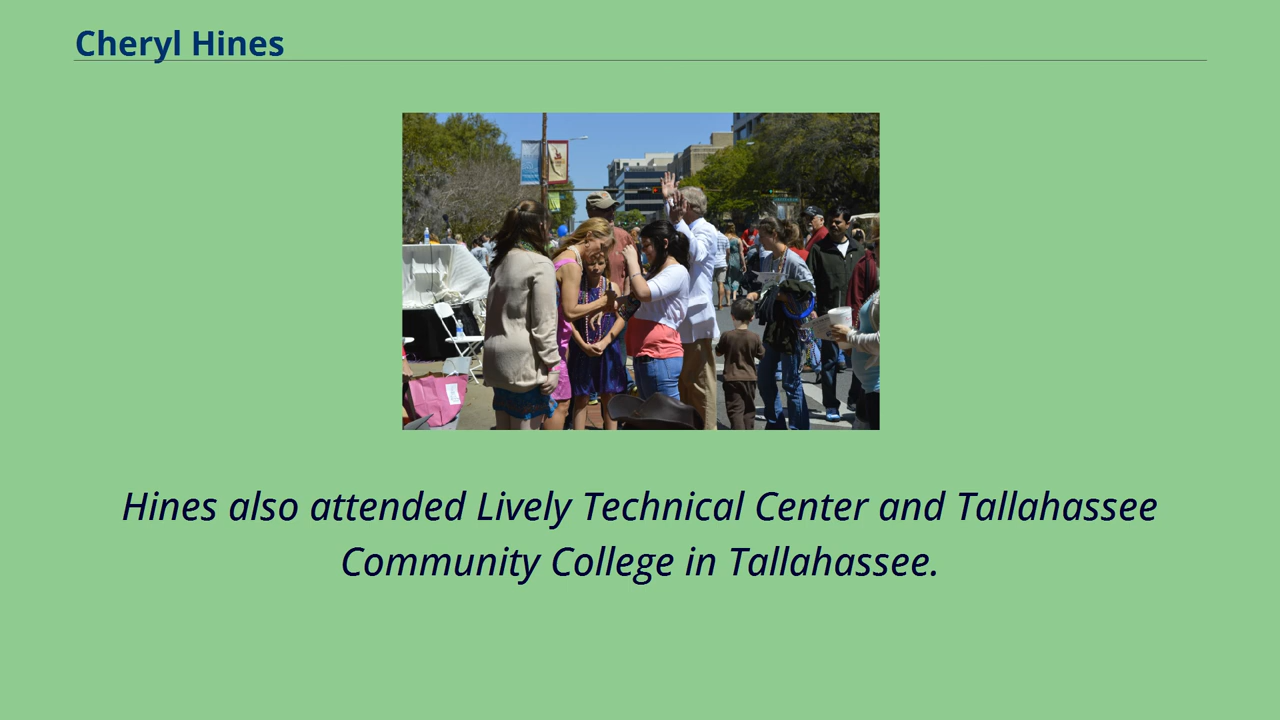 Cheryl Hines
Hines also attended Lively Technical Center and Tallahassee
Community College in Tallahassee.